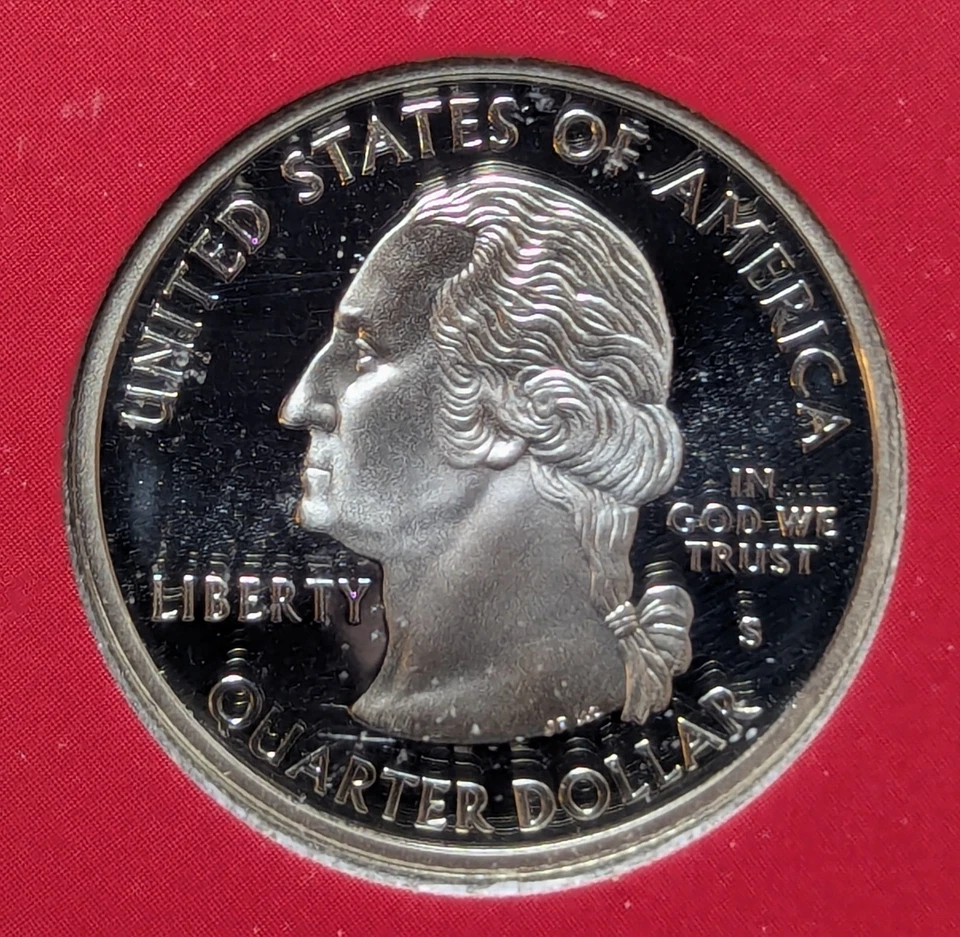 UNITED STATES OF AMERICA
LIBERTY
IN
GOD WE
TRUST
S
QUARTER DOLLAR